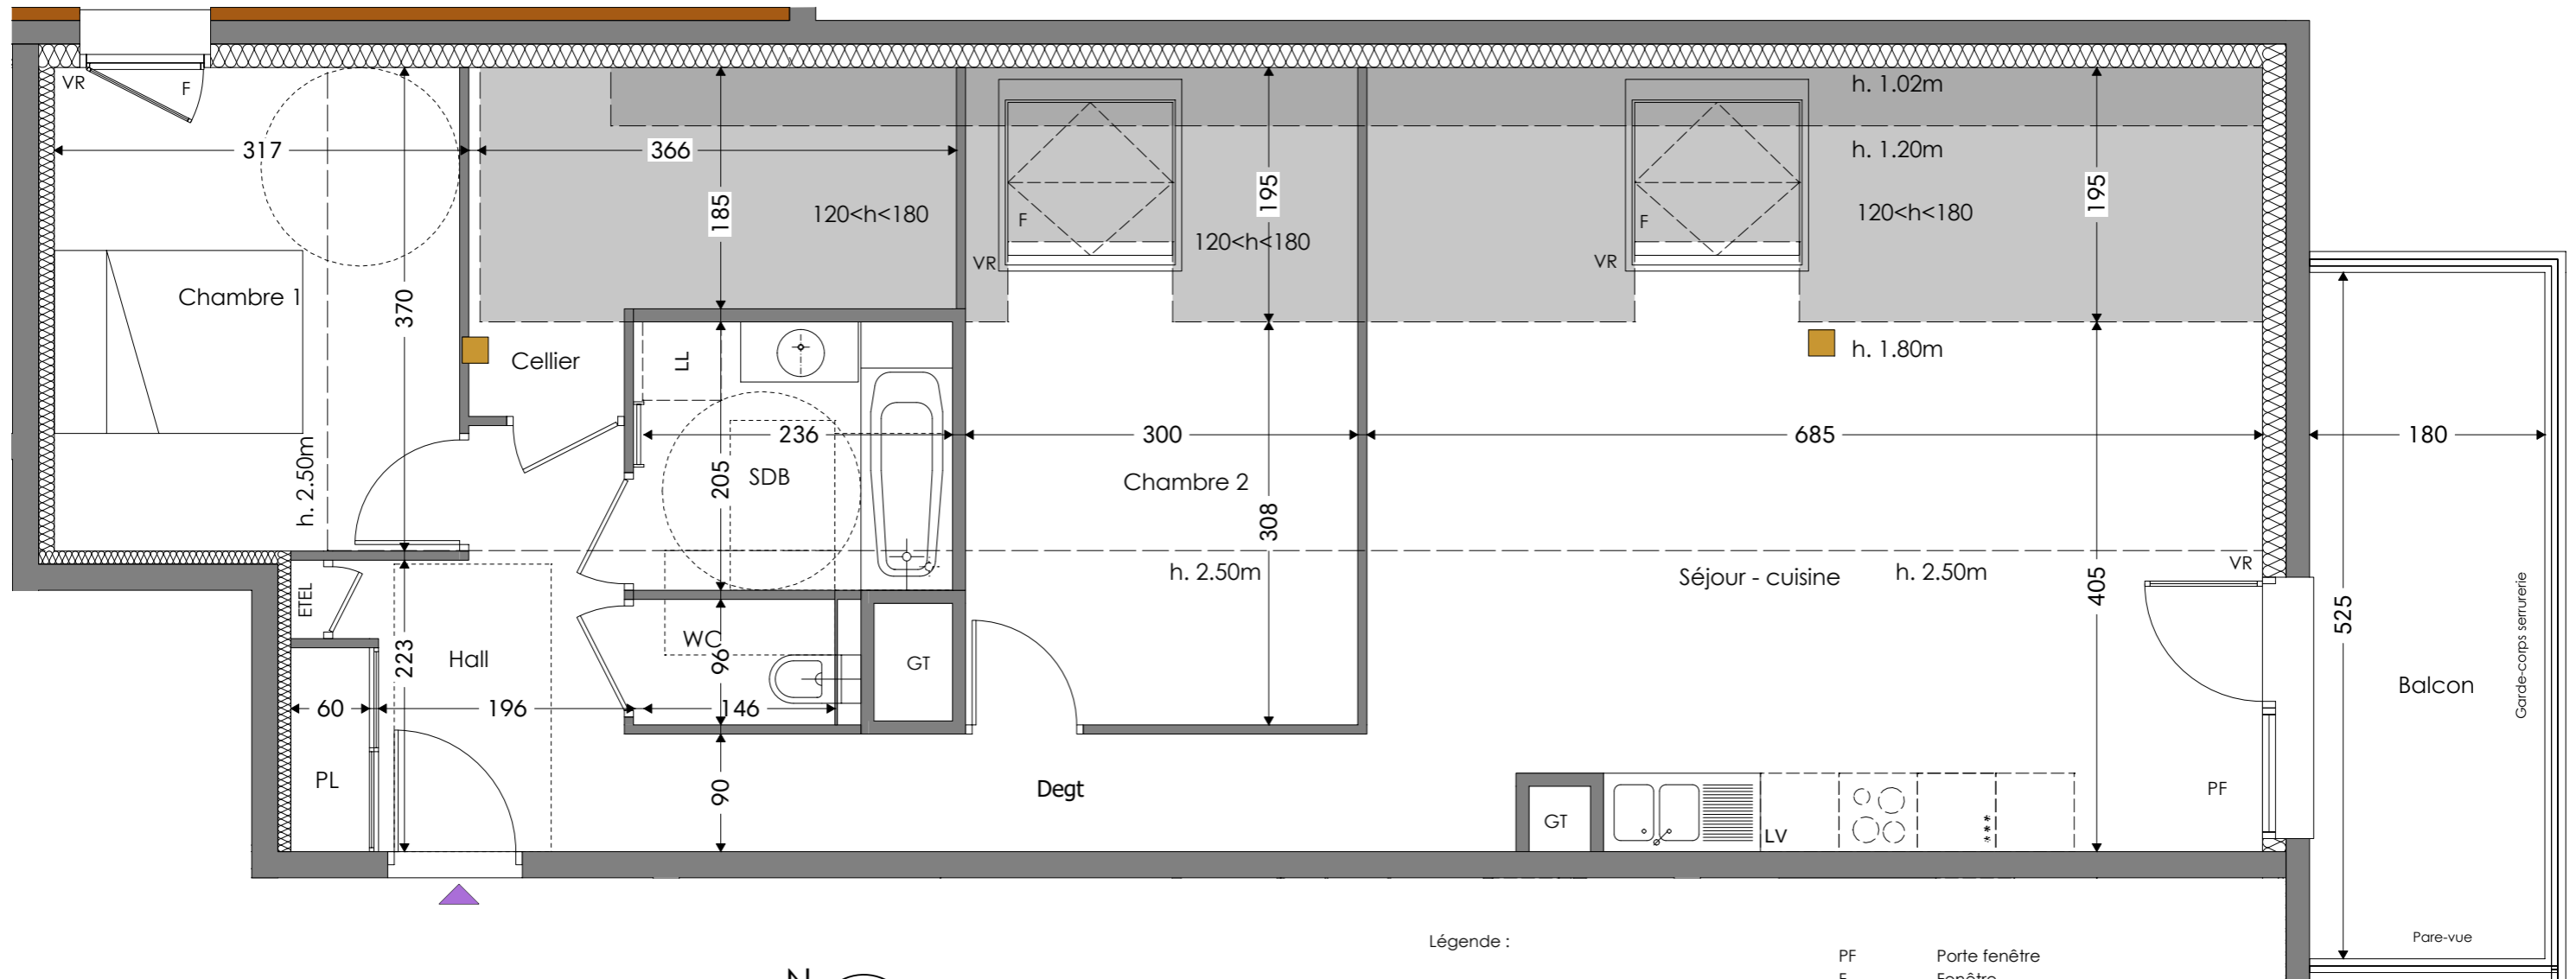 h. 1.02m
VR
F
317
366
h. 1.20m
185
195
195
120<h<180
120<h<180
120<h<180
F
F
VR
VR
Chambre 1
370
Cellier
LL
h. 1.80m
236
300
685
180
h. 2.50m
205
SDB
Chambre 2
308
h. 2.50m
Séjour - cuisine
h. 2.50m
VR
405
525
Garde-corps serrurerie
ETEL
223
Hall
WC
96
GT
60
196
146
Balcon
PL
90
Degt
GT
LV
***
PF
Pare-vue
Légende :
PF Porte fenêtre
F Fenêtre
N